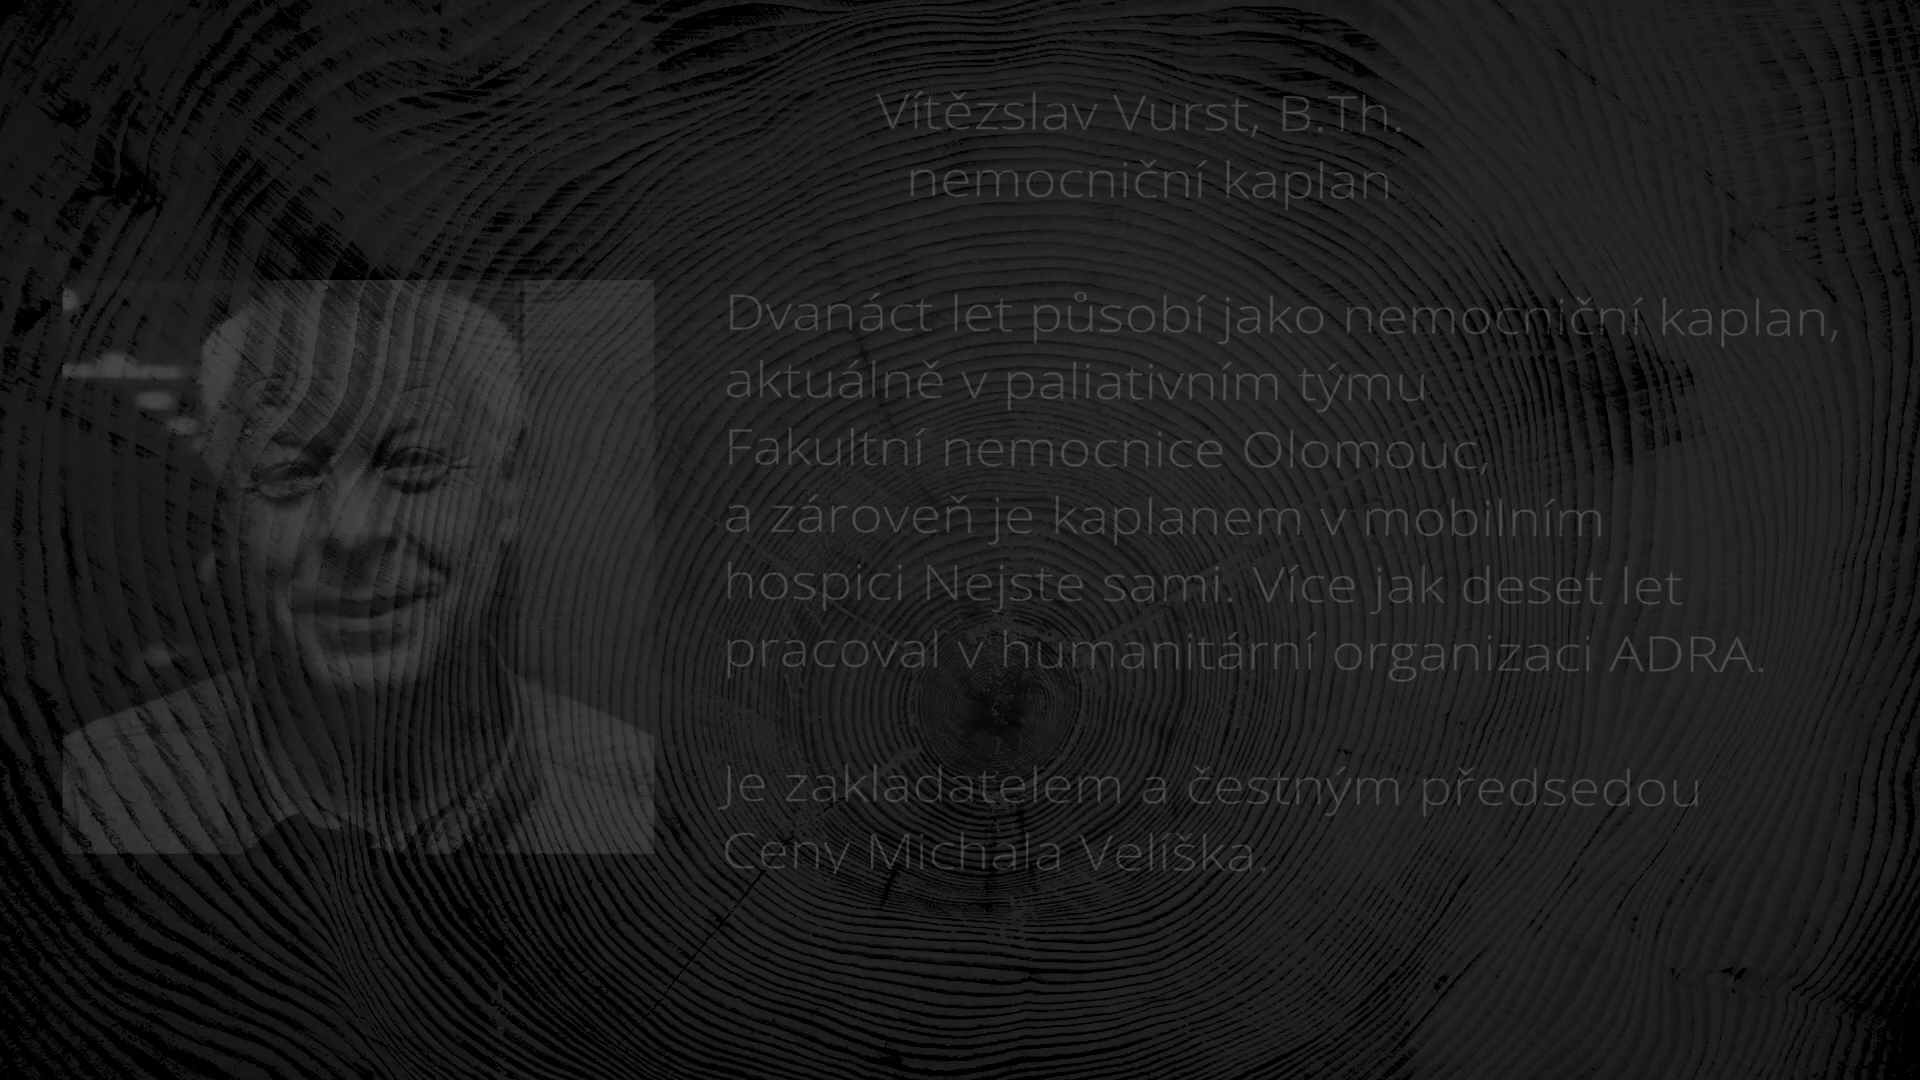 Vítězslav Vurst, B.Th.
nemocniční kaplan
Dvanáct let působí jako nemocniční kaplan,
aktuálně v paliativním týmu
Fakultní nemocnice Olomouc,
a zároveň je kaplanem v mobilním
hospici Nejste sami. Více jak deset let
pracoval v humanitární organizaci ADRA.
Je zakladatelem a čestným předsedou
Ceny Michala Velíška.